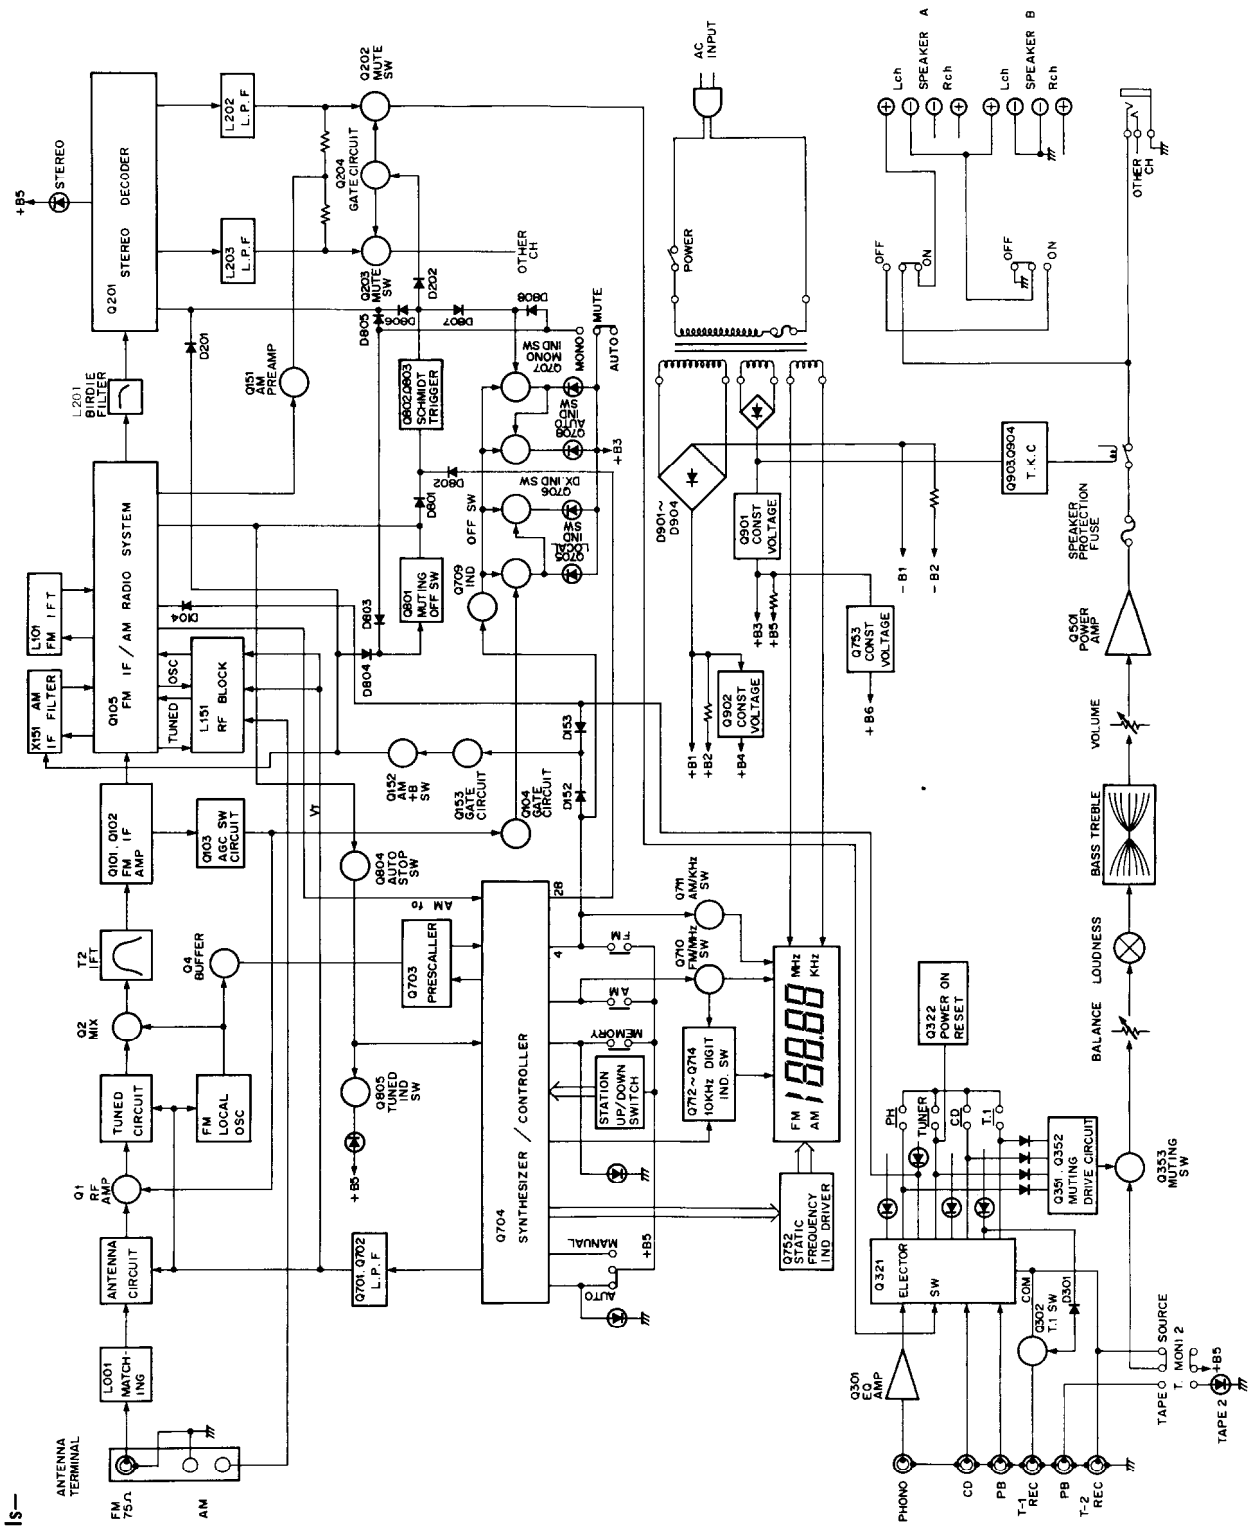 ls—
ANTENNA
TERMINAL
FM
75Ω
AM
L001
MATCH-
ING
ANTENNA
CIRCUIT
Q1
RF
AMP
TUNED
CIRCUIT
FM
LOCAL
OSC
Q2
MIX
Q4
BUFFER
T2
IFT
Q101, Q102
FM IF
AMP
Q103
AGC SW
CIRCUIT
VT
X151 AM
IF FILTER
L101
FM IFT
Q105
FM IF/AM RADIO SYSTEM
TUNED
OSC
L151
RF BLOCK
D104
L201
BIRDIE
FILTER
Q201
STEREO DECODER
+B5
STEREO
D201
Q151
AM
PREAMP
L203
L.P.F
L202
L.P.F
Q203
MUTE
SW
Q204
GATE CIRCUIT
Q202
MUTE
SW
OTHER
CH
D202
D805
D806
D807
D808
Q802,Q803
SCHMIDT
TRIGGER
D801
D802
Q801
MUTING
OFF SW
D803
D804
Q152
AM
+B
SW
Q153
GATE
CIRCUIT
Q104
GATE
CIRCUIT
D152
D153
Q709
IND
OFF SW
Q705
LOCAL
IND
SW
Q706
DX. IND SW
Q708
AUTO
IND
SW
Q707
MONO
IND SW
+B3
MONO
MUTE
AUTO
Q804
AUTO
STOP
SW
Q805
TUNED
IND
SW
+B5
AM fo
Q703
PRESCALLER
Q701, Q702
L.P.F
Q704
SYNTHESIZER / CONTROLLER
4
28
AUTO
MANUAL
+B5
STATION
UP/DOWN
SWITCH
MEMORY
AM
FM
Q710
FM/MHz
SW
Q711
AM/KHz
SW
Q712~Q714
10KHz DIGIT
IND. SW
Q752
STATIC
FREQUENCY
IND DRIVER
FM
AM
188.88
MHz
KHz
AC
INPUT
POWER
D901~
D904
Q901
CONST
VOLTAGE
Q902
CONST
VOLTAGE
Q753
CONST
VOLTAGE
+B1
+B2
+B4
+B3
+B5
+B6
-B1
-B2
Q903,Q904
T.K.C
Lch
SPEAKER A
Rch
Lch
SPEAKER B
Rch
OFF
ON
OFF
ON
OTHER
CH
SPEAKER
PROTECTION
FUSE
Q501
POWER
AMP
VOLUME
BASS TREBLE
LOUDNESS
BALANCE
Q322
POWER ON
RESET
PH
TUNER
CD
T.1
Q321
ELECTOR
SW
COM
Q351, Q352
MUTING
DRIVE CIRCUIT
Q353
MUTING
SW
Q302
T.1 SW
D301
Q301
EQ
AMP
PHONO
CD
PB
T-1
REC
PB
T-2
REC
TAPE
SOURCE
T. MONI 2
+B5
TAPE 2